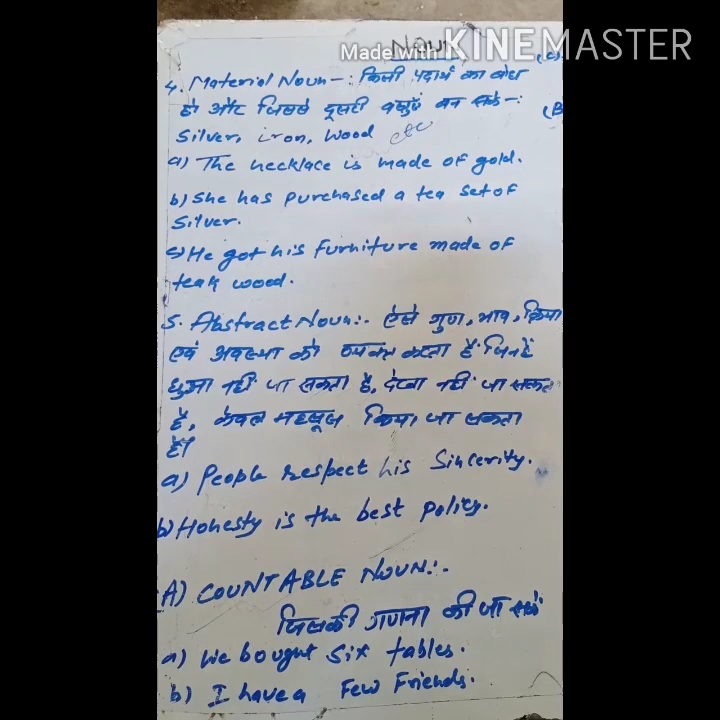 Made with KINEMASTER
NOUN
(C)
4. Material Noun -: किसी पदार्थ का बोध
हो और जिससे दूसरी वस्तुएँ बन सके -:
(B
Silver, iron, wood etc
a) The necklace is made of gold.
b) She has purchased a tea set of
Silver.
c) He got his furniture made of
teak wood.
5. Abstract Noun:- ऐसे गुण, भाव, क्रिया
एवं अवस्था को व्यक्त करता है जिन्हें
छुआ नहीं जा सकता है, देखा नहीं जा सकता
है, केवल महसूस किया जा सकता
है।
a) People respect his Sincerity.
b) Honesty is the best policy.
A) COUNTABLE NOUN:-
जिसकी गणना की जा सके
a) We bought six tables.
b) I have a few Friends.